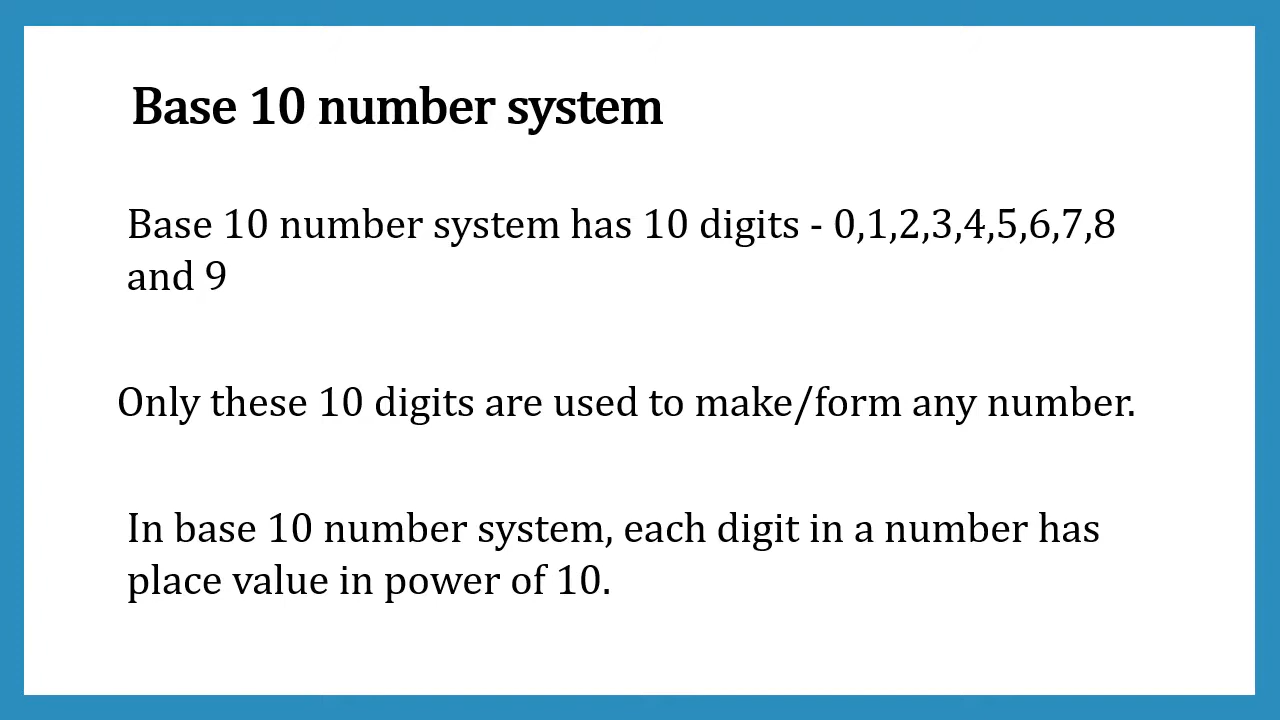 Base 10 number system
Base 10 number system has 10 digits - 0,1,2,3,4,5,6,7,8
and 9
Only these 10 digits are used to make/form any number.
In base 10 number system, each digit in a number has
place value in power of 10.